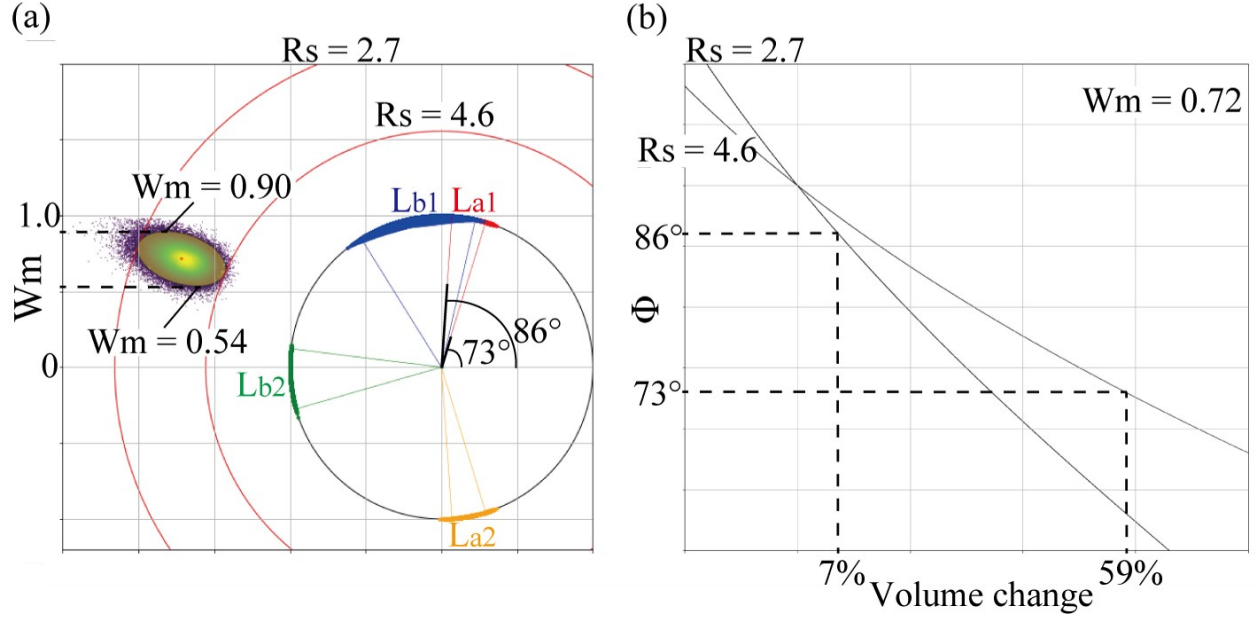 (a)
Rs = 2.7
Rs = 4.6
Wm = 0.90
Lb1
La1
1.0
Wm
Wm = 0.54
0
86°
73°
Lb2
La2
(b)
Rs = 2.7
Wm = 0.72
Rs = 4.6
86°
Φ
73°
7%
59%
Volume change